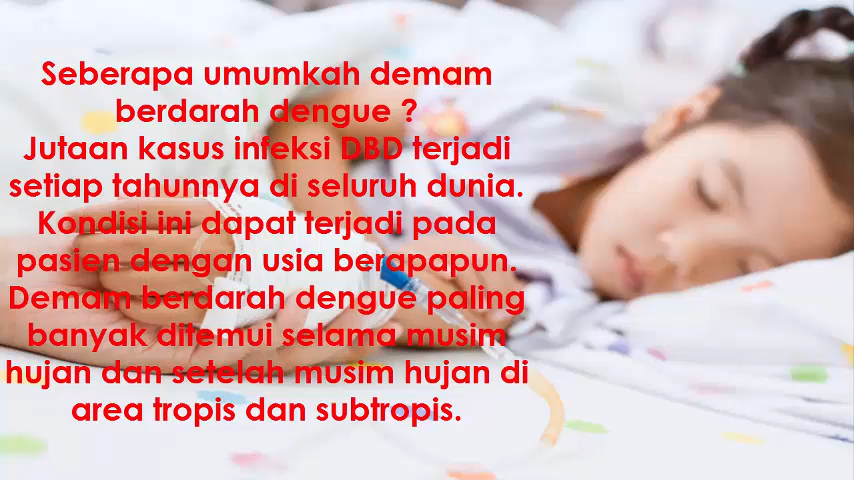 Seberapa umumkah demam
berdarah dengue ?
Jutaan kasus infeksi DBD terjadi
setiap tahunnya di seluruh dunia.
Kondisi ini dapat terjadi pada
pasien dengan usia berapapun.
Demam berdarah dengue paling
banyak ditemui selama musim
hujan dan setelah musim hujan di
area tropis dan subtropis.